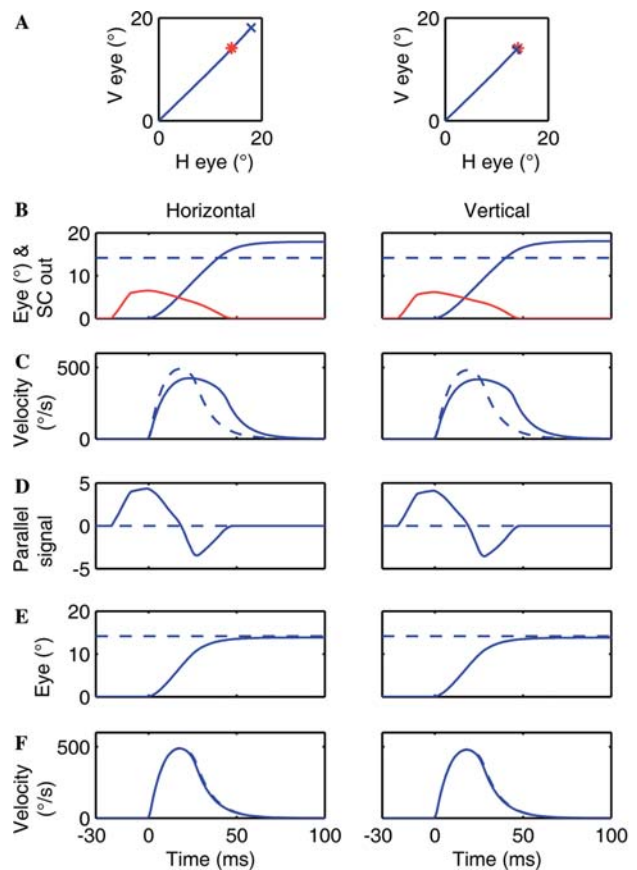 A
20
V eye (°)
0
0
20
H eye (°)
20
V eye (°)
0
0
20
H eye (°)
B
Horizontal
Vertical
Eye (°) &
SC out
20
10
0
20
10
0
C
Velocity
(°/s)
500
0
500
0
D
Parallel
signal
5
0
-5
5
0
-5
E
Eye (°)
20
10
0
20
10
0
F
Velocity
(°/s)
500
0
500
0
-30 0 50 100
Time (ms)
-30 0 50 100
Time (ms)